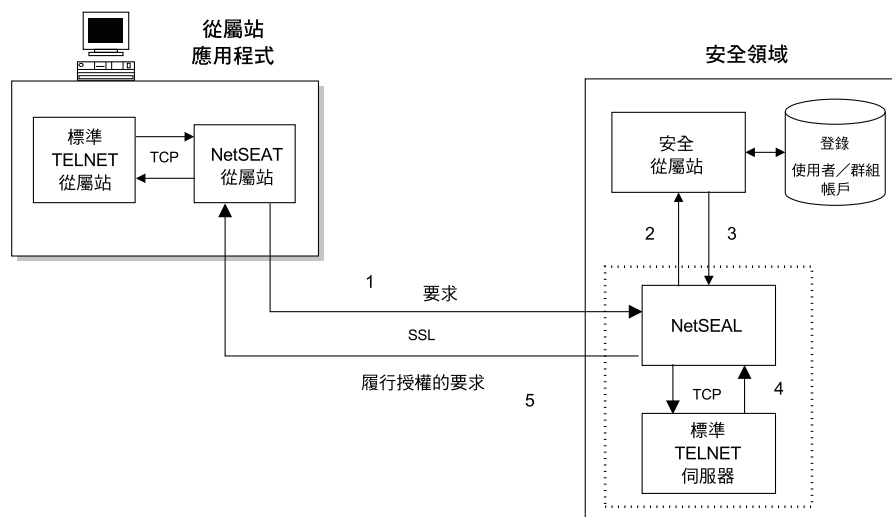 從屬站
應用程式
標準
TELNET
從屬站
TCP
NetSEAT
從屬站
安全領域
安全
從屬站
登錄
使用者／群組
帳戶
2
3
1
要求
SSL
履行授權的要求
5
NetSEAL
TCP
4
標準
TELNET
伺服器